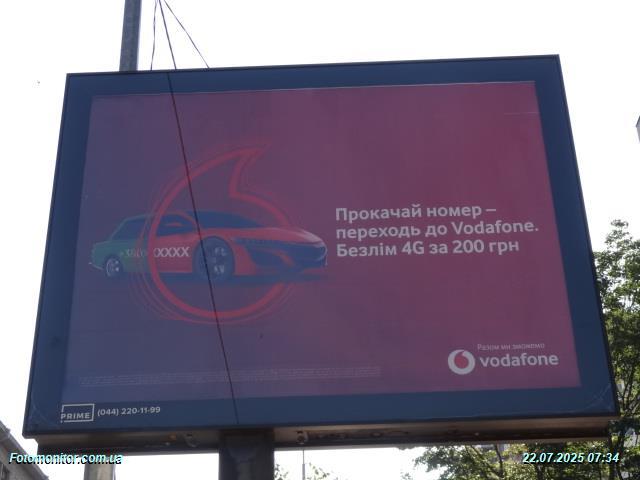 Прокачай номер –
переходь до Vodafone.
Безлім 4G за 200 грн
Разом ми зможемо
vodafone
PRIME (044) 220-11-99
Fotomonitor.com.ua
22.07.2025 07:34